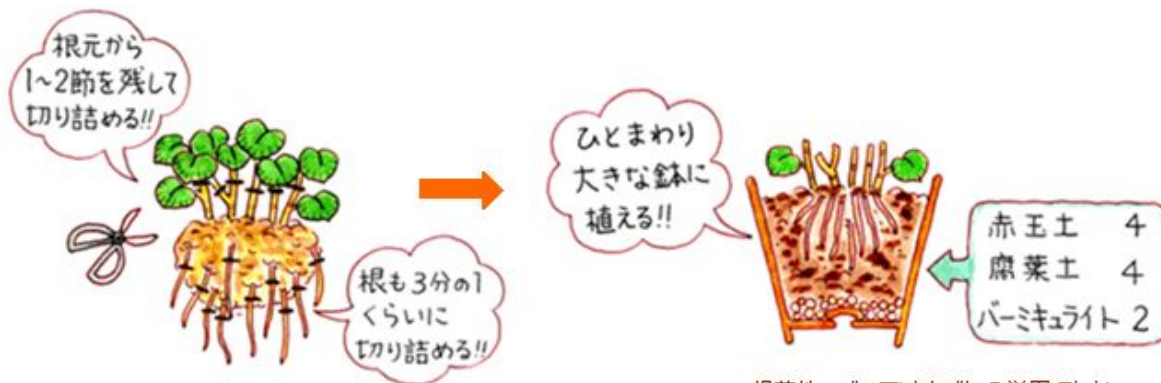 根元から
1~2節を残して
切り詰める!!
根も3分の1
くらいに
切り詰める!!
ひとまわり
大きな鉢に
植える!!
赤玉土 4
腐葉土 4
バーミキュライト 2